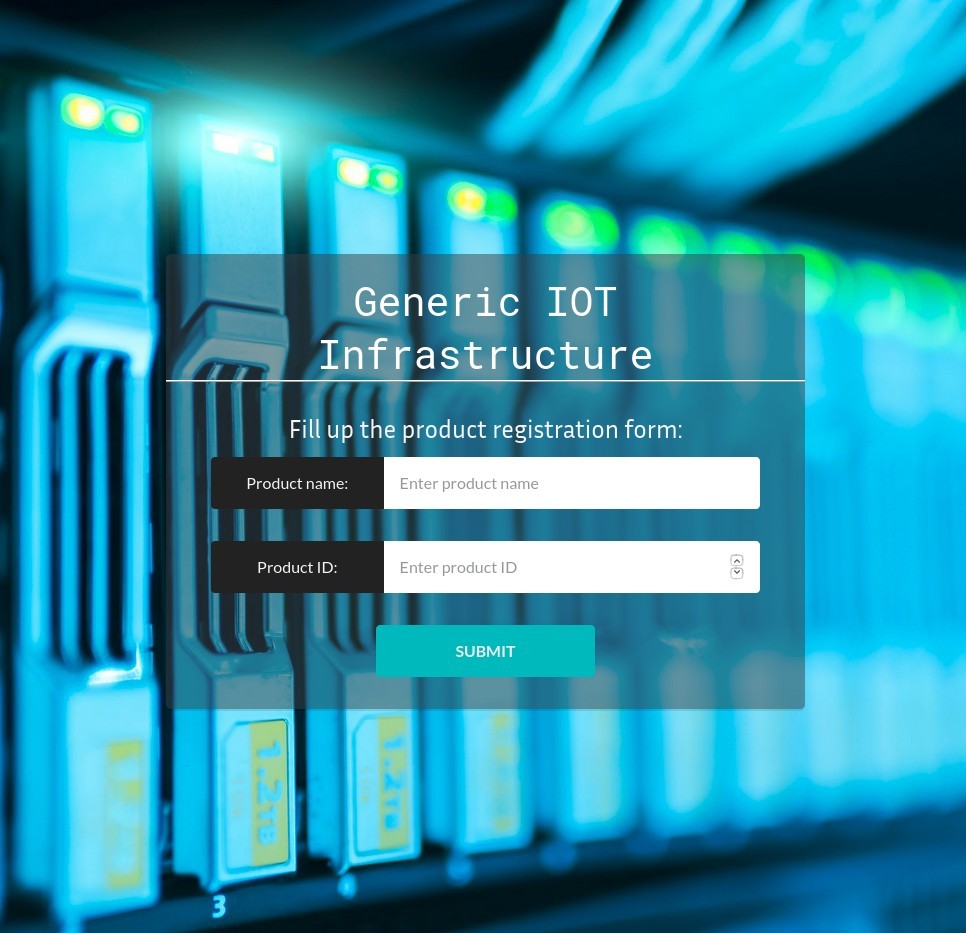 Generic IOT
Infrastructure
Fill up the product registration form:
Product name:
Enter product name
Product ID:
Enter product ID
SUBMIT
1.2TB
1.2TB
3